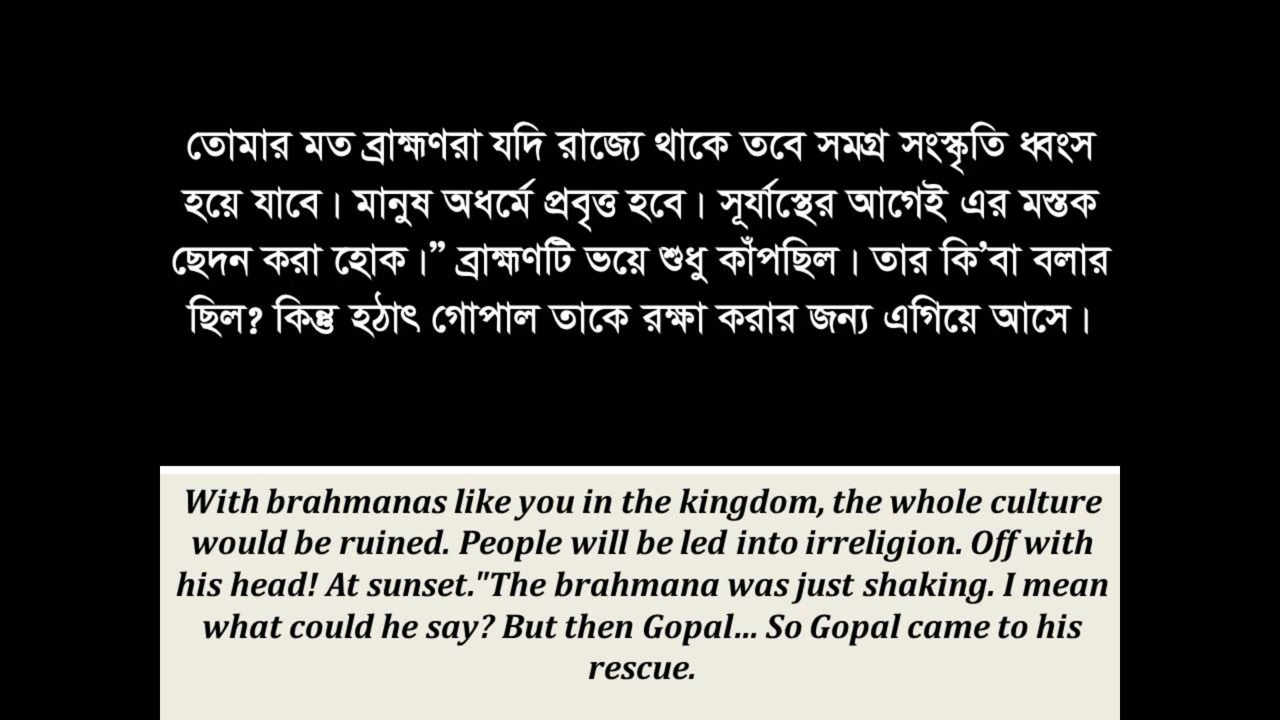 তোমার মত ব্রাহ্মণরা যদি রাজ্যে থাকে তবে সমগ্র সংস্কৃতি ধ্বংস
হয়ে যাবে। মানুষ অধর্মে প্রবৃত্ত হবে। সূর্যাস্তের আগেই এর মস্তক
ছেদন করা হোক।” ব্রাহ্মণটি ভয়ে শুধু কাঁপছিল। তার কি’বা বলার
ছিল? কিন্তু হঠাৎ গোপাল তাকে রক্ষা করার জন্য এগিয়ে আসে।
With brahmanas like you in the kingdom, the whole culture
would be ruined. People will be led into irreligion. Off with
his head! At sunset."The brahmana was just shaking. I mean
what could he say? But then Gopal... So Gopal came to his
rescue.